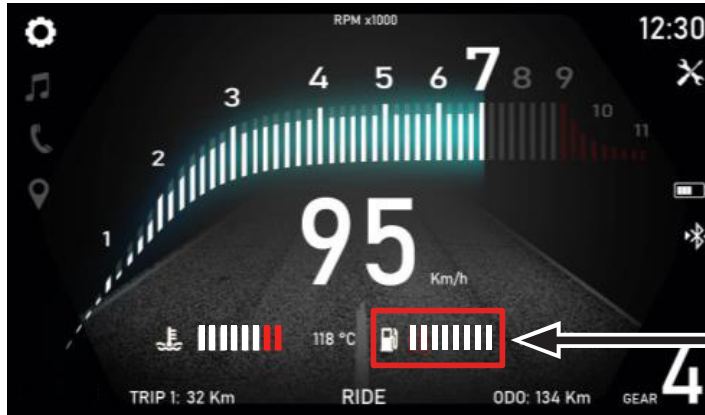 RPM x1000
12:30
1
2
3
4
5
6
7
8
9
10
11
95
Km/h
118 °C
TRIP 1: 32 Km
RIDE
ODO: 134 Km
GEAR 4